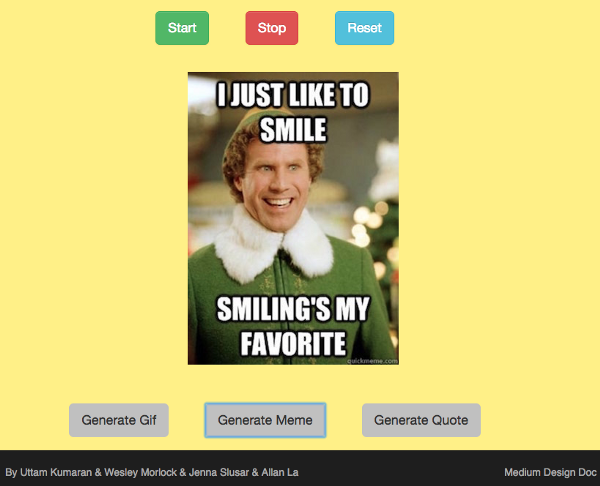 Start Stop Reset
I JUST LIKE TO
SMILE
SMILING'S MY
FAVORITE
quickmeme.com
Generate Gif Generate Meme Generate Quote
By Uttam Kumaran & Wesley Morlock & Jenna Slusar & Allan La Medium Design Doc